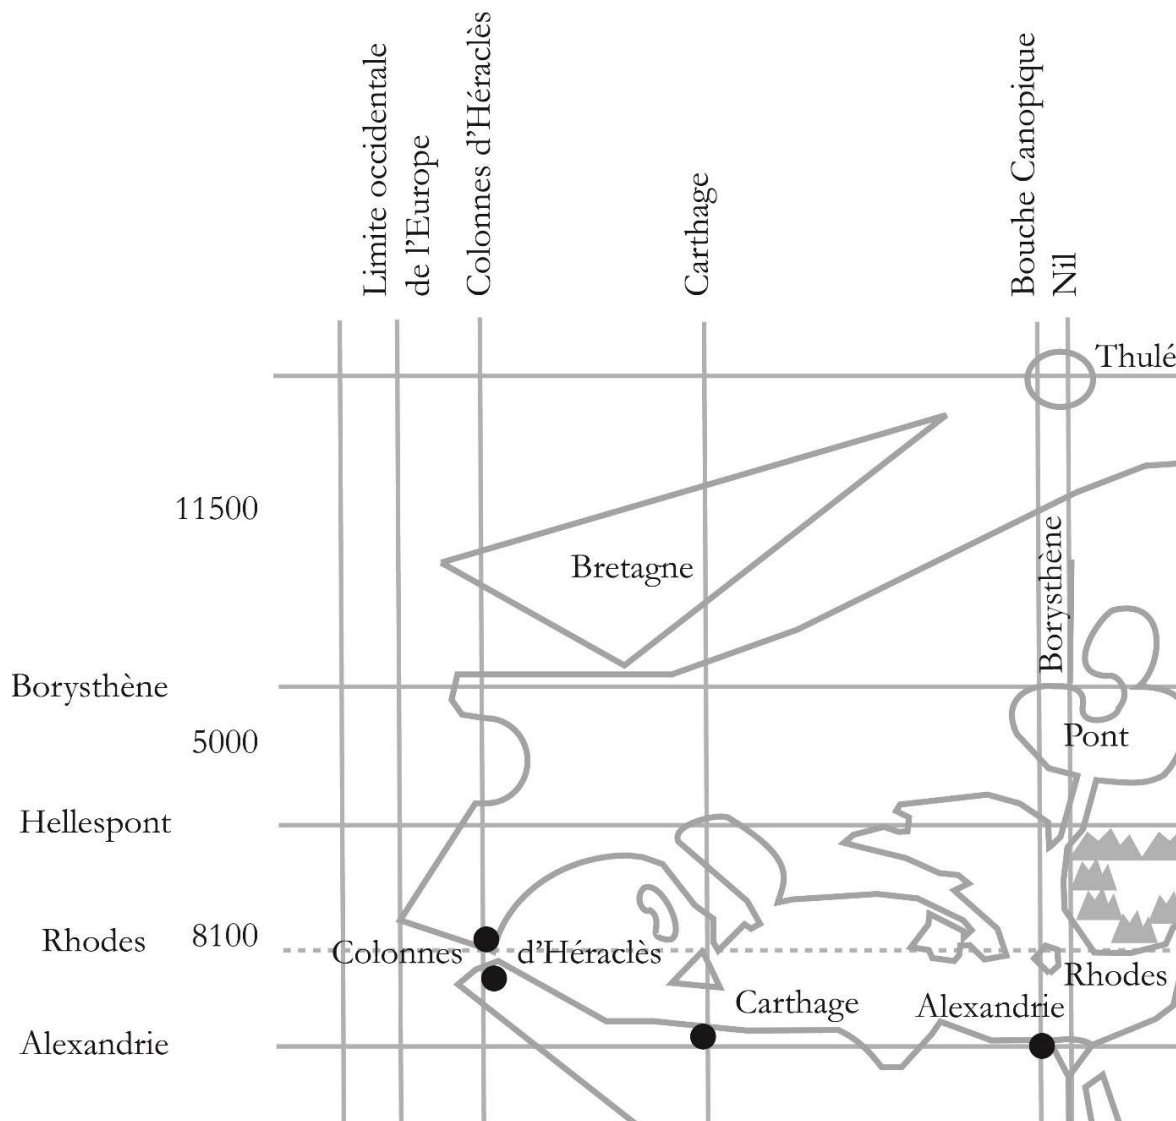 Limite occidentale
de l'Europe
Colonnes d'Héraclès
Carthage
Bouche Canopique
Nil
Thulé
11500
Bretagne
Borysthène
Borysthène
5000
Pont
Hellespont
Rhodes
8100
Colonnes
d'Héraclès
Rhodes
Carthage
Alexandrie
Alexandrie